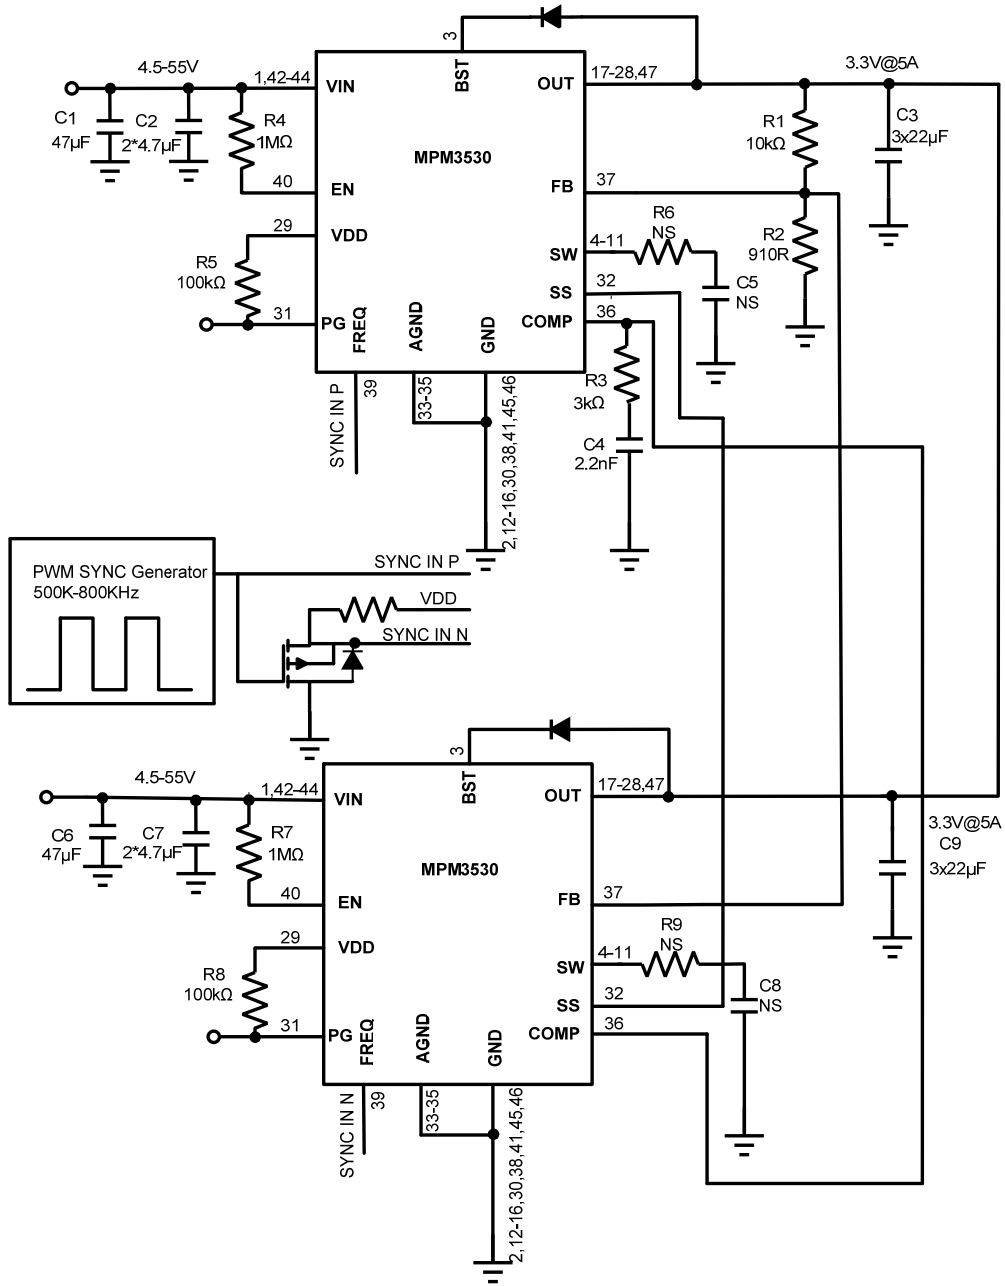 3
4.5-55V
1,42-44
VIN
BST
OUT
17-28,47
3.3V@5A
C1
47µF
C2
2*4.7µF
R4
1MΩ
MPM3530
R1
10kΩ
C3
3x22µF
40
EN
FB
37
29
VDD
R6
NS
R2
910R
SW
4-11
R5
100kΩ
SS
32
C5
NS
31
PG
FREQ
AGND
GND
COMP
36
SYNC IN P
39
33-35
2,12-16,30,38,41,45,46
R3
3kΩ
C4
2.2nF
PWM SYNC Generator
500K-800KHz
SYNC IN P
VDD
SYNC IN N
3
4.5-55V
1,42-44
VIN
BST
OUT
17-28,47
3.3V@5A
C6
47µF
C7
2*4.7µF
R7
1MΩ
MPM3530
C9
3x22µF
40
EN
FB
37
29
VDD
R9
NS
SW
4-11
R8
100kΩ
SS
32
C8
NS
31
PG
FREQ
AGND
GND
COMP
36
SYNC IN N
39
33-35
2,12-16,30,38,41,45,46